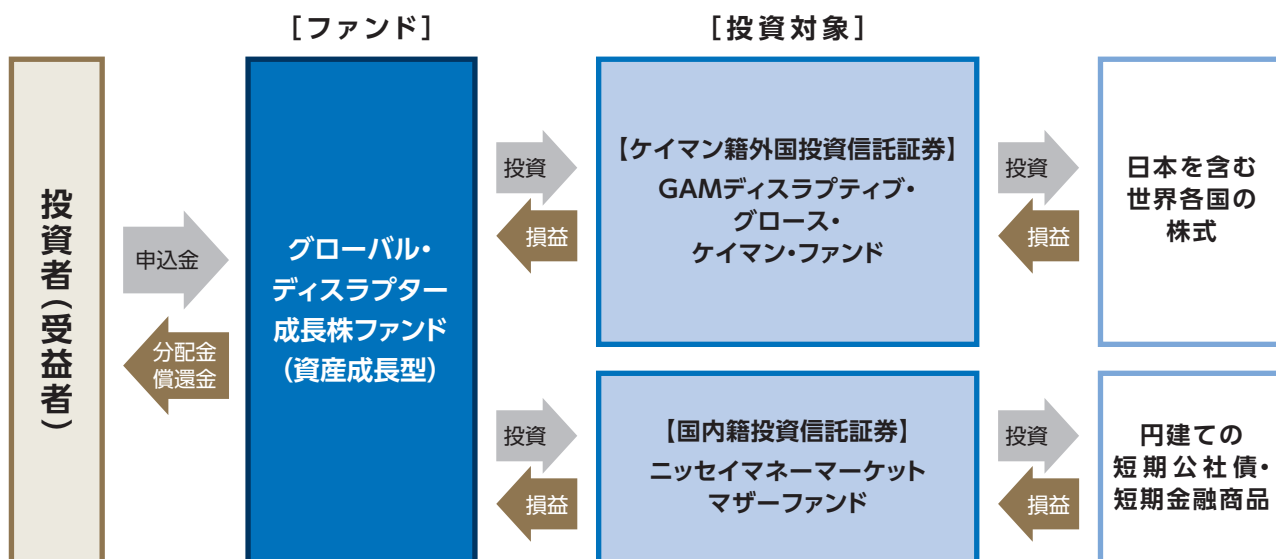 ［ファンド］
［投資対象］
投資者（受益者）
申込金
分配金
償還金
グローバル・
ディスラプター
成長株ファンド
（資産成長型）
投資
損益
【ケイマン籍外国投資信託証券】
GAMディスラプティブ・
グロース・
ケイマン・ファンド
投資
損益
日本を含む
世界各国の
株式
投資
損益
【国内籍投資信託証券】
ニッセイマネーマーケット
マザーファンド
投資
損益
円建ての
短期公社債・
短期金融商品